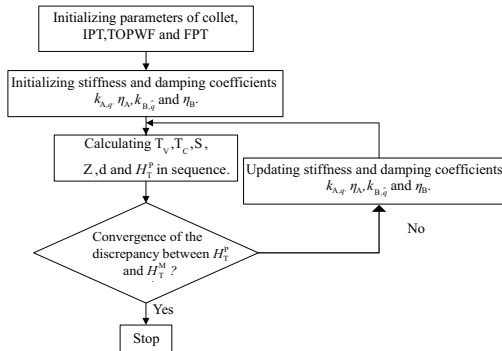 Initializing parameters of collet,
IPT,TOPWF and FPT
Initializing stiffness and damping coefficients
k_{A,q}, η_A, k_{B,q̂} and η_B.
Calculating T_V,T_C,S,
Z,d and H_T^P in sequence.
Updating stiffness and damping coefficients
k_{A,q}, η_A, k_{B,q̂} and η_B.
Convergence of the
discrepancy between H_T^P
and H_T^M ?
No
Yes
Stop